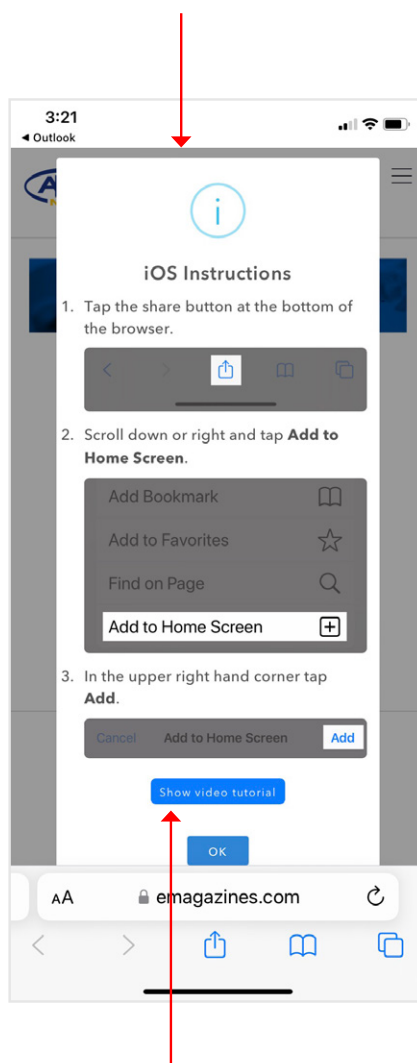 3:21
◀ Outlook
A
iOS Instructions
1. Tap the share button at the bottom of
the browser.
2. Scroll down or right and tap Add to
Home Screen.
Add Bookmark
Add to Favorites
Find on Page
Add to Home Screen
3. In the upper right hand corner tap
Add.
Cancel Add to Home Screen Add
Show video tutorial
OK
AA emagazines.com